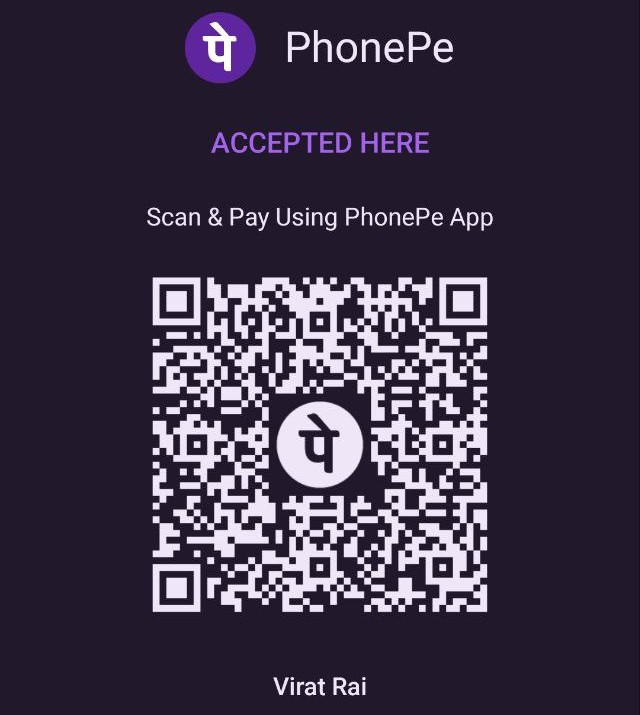 पे PhonePe
ACCEPTED HERE
Scan & Pay Using PhonePe App
पे
Virat Rai